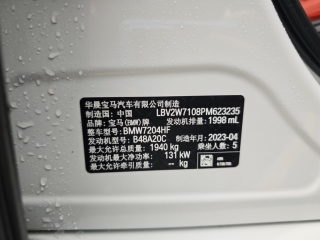 华晨宝马汽车有限公司制造
制造国: 中国 LBV2W7108PM623235
品牌: 宝马(BMW)牌 发动机排量: 1998 mL
整车型号: BMW7204HF
发动机型号: B48A20C 制造年月: 2023-04
最大允许总质量: 1940 kg 乘坐人数: 5
发动机最大净功率: 131 kW
最大允许牵引质量: -- kg